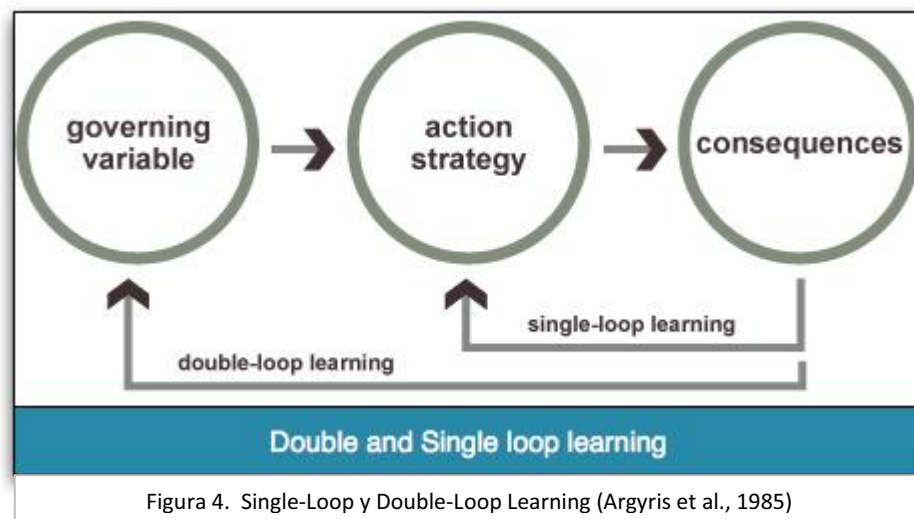 governing
variable
action
strategy
consequences
single-loop learning
double-loop learning
Double and Single loop learning
Figura 4. Single-Loop y Double-Loop Learning (Argyris et al., 1985)